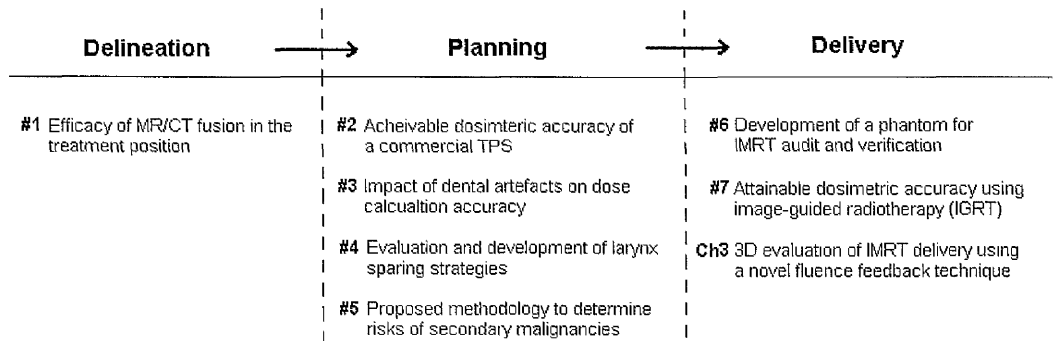 Delineation
Planning
Delivery
#1 Efficacy of MR/CT fusion in the
treatment position
#2 Acheivable dosimteric accuracy of
a commercial TPS
#3 Impact of dental artefacts on dose
calcualtion accuracy
#4 Evaluation and development of larynx
sparing strategies
#5 Proposed methodology to determine
risks of secondary malignancies
#6 Development of a phantom for
IMRT audit and verification
#7 Attainable dosimetric accuracy using
image-guided radiotherapy (IGRT)
Ch3 3D evaluation of IMRT delivery using
a novel fluence feedback technique